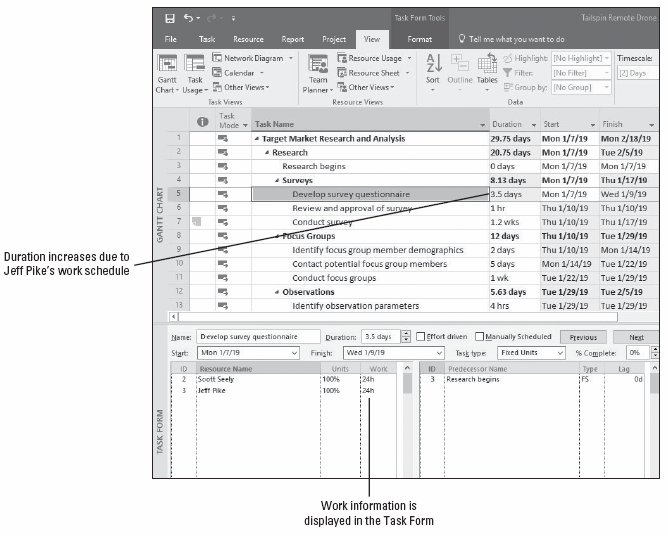 Task Form Tools
Tailspin Remote Drone
File Task Resource Report Project View Format Tell me what you want to do
Gantt Chart
Task Usage
Network Diagram
Calendar
Other Views
Task Views
Team Planner
Resource Usage
Resource Sheet
Other Views
Resource Views
Sort
Outline
Tables
Highlight: [No Highlight]
Filter: [No Filter]
Group by: [No Group]
Data
Timescale:
[2] Days
Task Mode Task Name Duration Start Finish
1 Target Market Research and Analysis 29.75 days Mon 1/7/19 Mon 2/18/19
2 Research 20.75 days Mon 1/7/19 Tue 2/5/19
3 Research begins 0 days Mon 1/7/19 Mon 1/7/19
4 Surveys 8.13 days Mon 1/7/19 Thu 1/17/19
5 Develop survey questionnaire 3.5 days Mon 1/7/19 Wed 1/9/19
6 Review and approval of survey 1 hr Thu 1/10/19 Thu 1/10/19
7 Conduct survey 1.2 wks Thu 1/10/19 Thu 1/17/19
8 Focus Groups 12 days Thu 1/10/19 Tue 1/29/19
9 Identify focus group member demographics 2 days Thu 1/10/19 Mon 1/14/19
10 Contact potential focus group members 5 days Mon 1/14/19 Tue 1/22/19
11 Conduct focus groups 1 wk Tue 1/22/19 Tue 1/29/19
12 Observations 5.63 days Tue 1/29/19 Tue 2/5/19
13 Identify observation parameters 4 hrs Tue 1/29/19 Tue 1/29/19
GANTT CHART
Duration increases due to
Jeff Pike's work schedule
Name: Develop survey questionnaire Duration: 3.5 days Effort driven Manually Scheduled Previous Next
Start: Mon 1/7/19 Finish: Wed 1/9/19 Task type: Fixed Units % Complete: 0%
ID Resource Name Units Work ID Predecessor Name Type Lag
2 Scott Seely 100% 24h 3 Research begins FS 0d
3 Jeff Pike 100% 24h
TASK FORM
Work information is
displayed in the Task Form